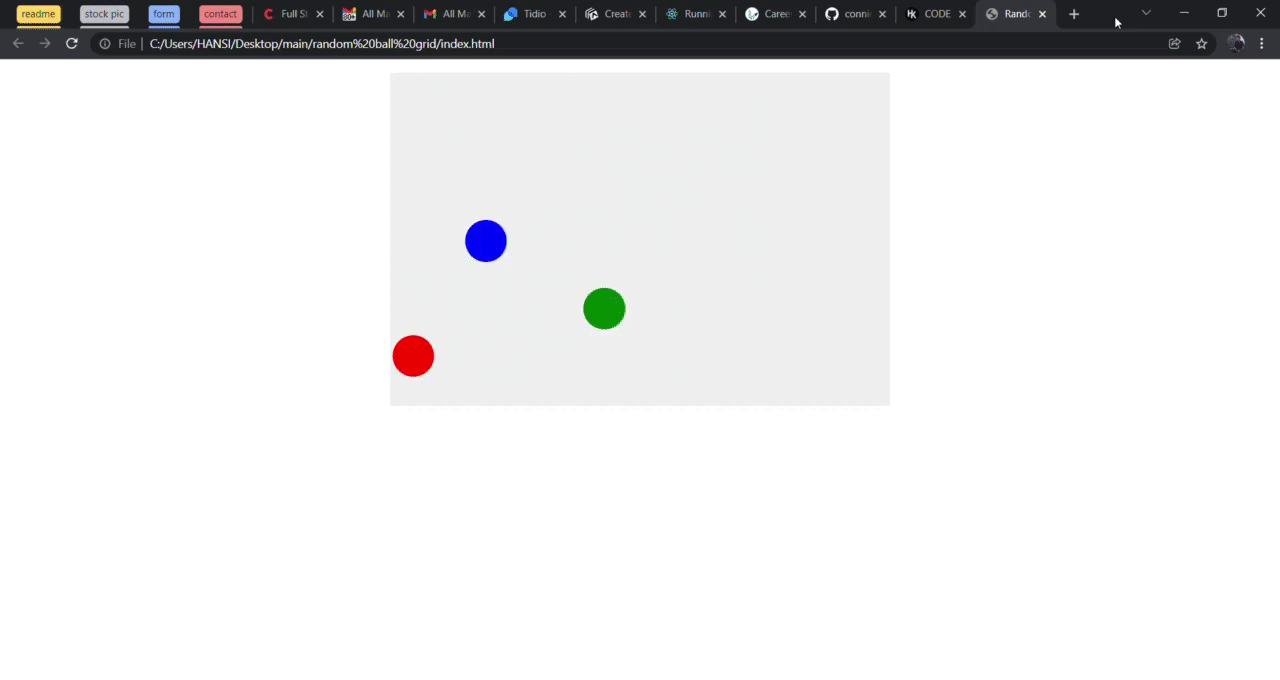 readme stock pic form contact Full St All Ma All Ma Tidio Create Runni Caree conni CODE Rando
File C:/Users/HANSI/Desktop/main/random%20ball%20grid/index.html